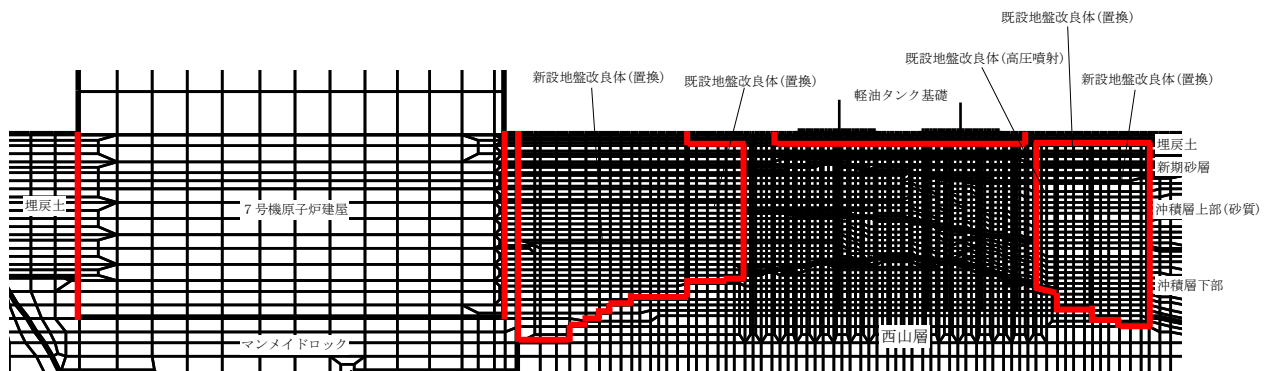 既設地盤改良体(置換)
既設地盤改良体(高圧噴射)
新設地盤改良体(置換)
既設地盤改良体(置換)
軽油タンク基礎
新設地盤改良体(置換)
埋戻土
新期砂層
埋戻土
7号機原子炉建屋
沖積層上部(砂質)
沖積層下部
マンメイドロック
西山層